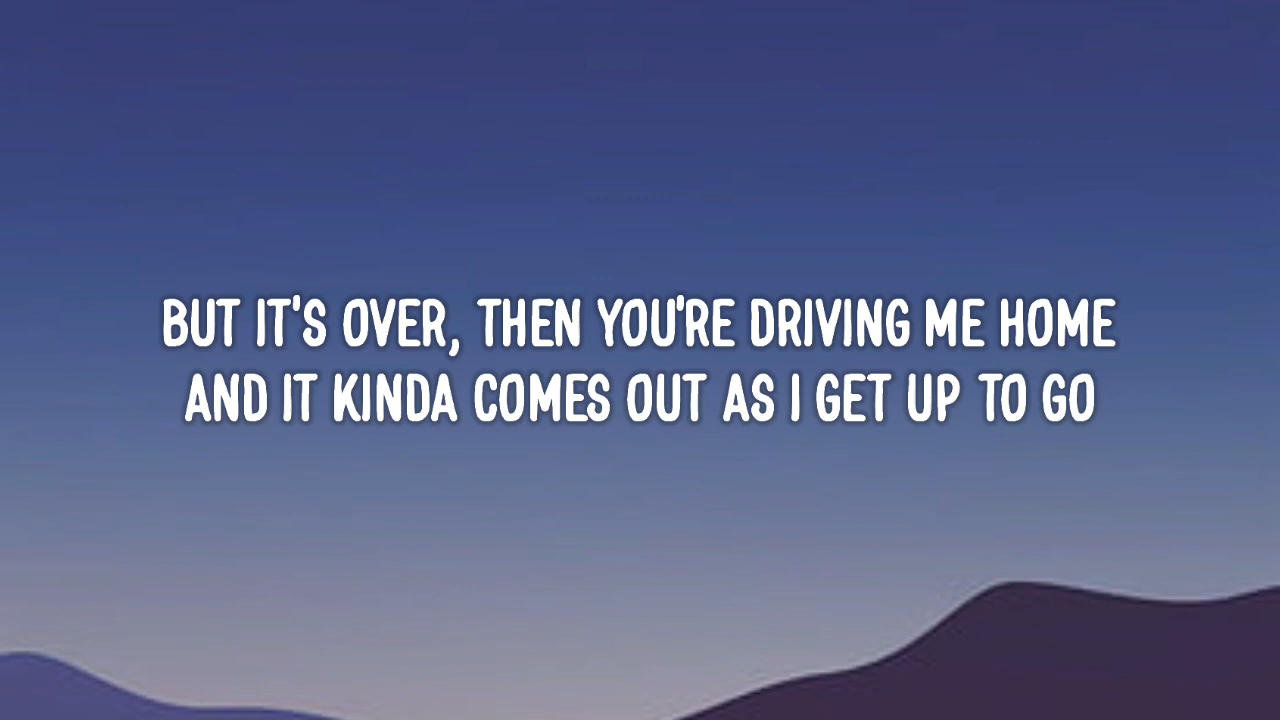 BUT IT'S OVER, THEN YOU'RE DRIVING ME HOME
AND IT KINDA COMES OUT AS I GET UP TO GO